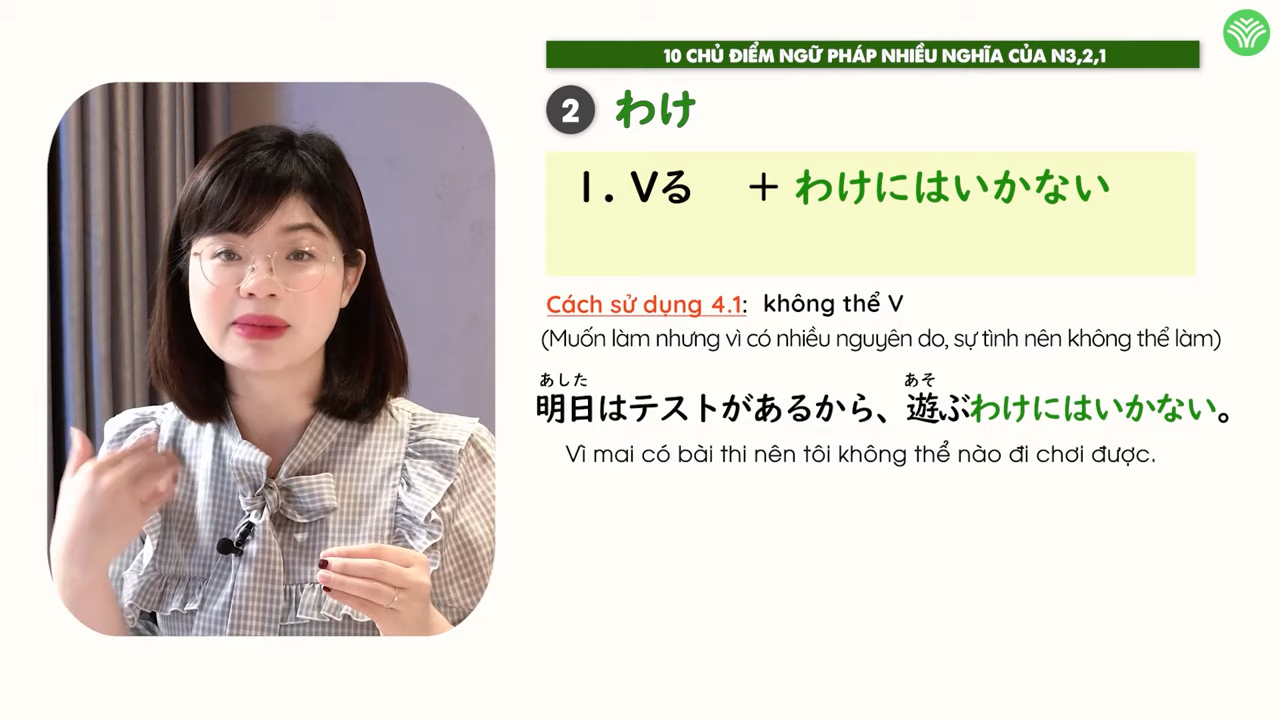 10 CHỦ ĐIỂM NGỮ PHÁP NHIỀU NGHĨA CỦA N3,2,1
2 わけ
1. Vる + わけにはいかない
Cách sử dụng 4.1: không thể V
(Muốn làm nhưng vì có nhiều nguyên do, sự tình nên không thể làm)
あした あそ
明日はテストがあるから、遊ぶわけにはいかない。
Vì mai có bài thi nên tôi không thể nào đi chơi được.